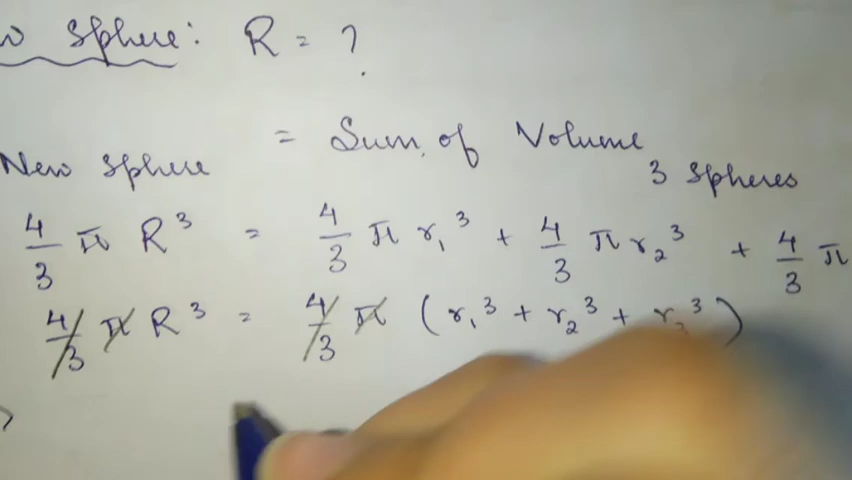 Sphere: R = ?
= Sum of Volume
New Sphere 3 Spheres
4/3 π R³ = 4/3 π r₁³ + 4/3 π r₂³ + 4/3 π
4/3 π R³ = 4/3 π (r₁³ + r₂³ + r₃³)